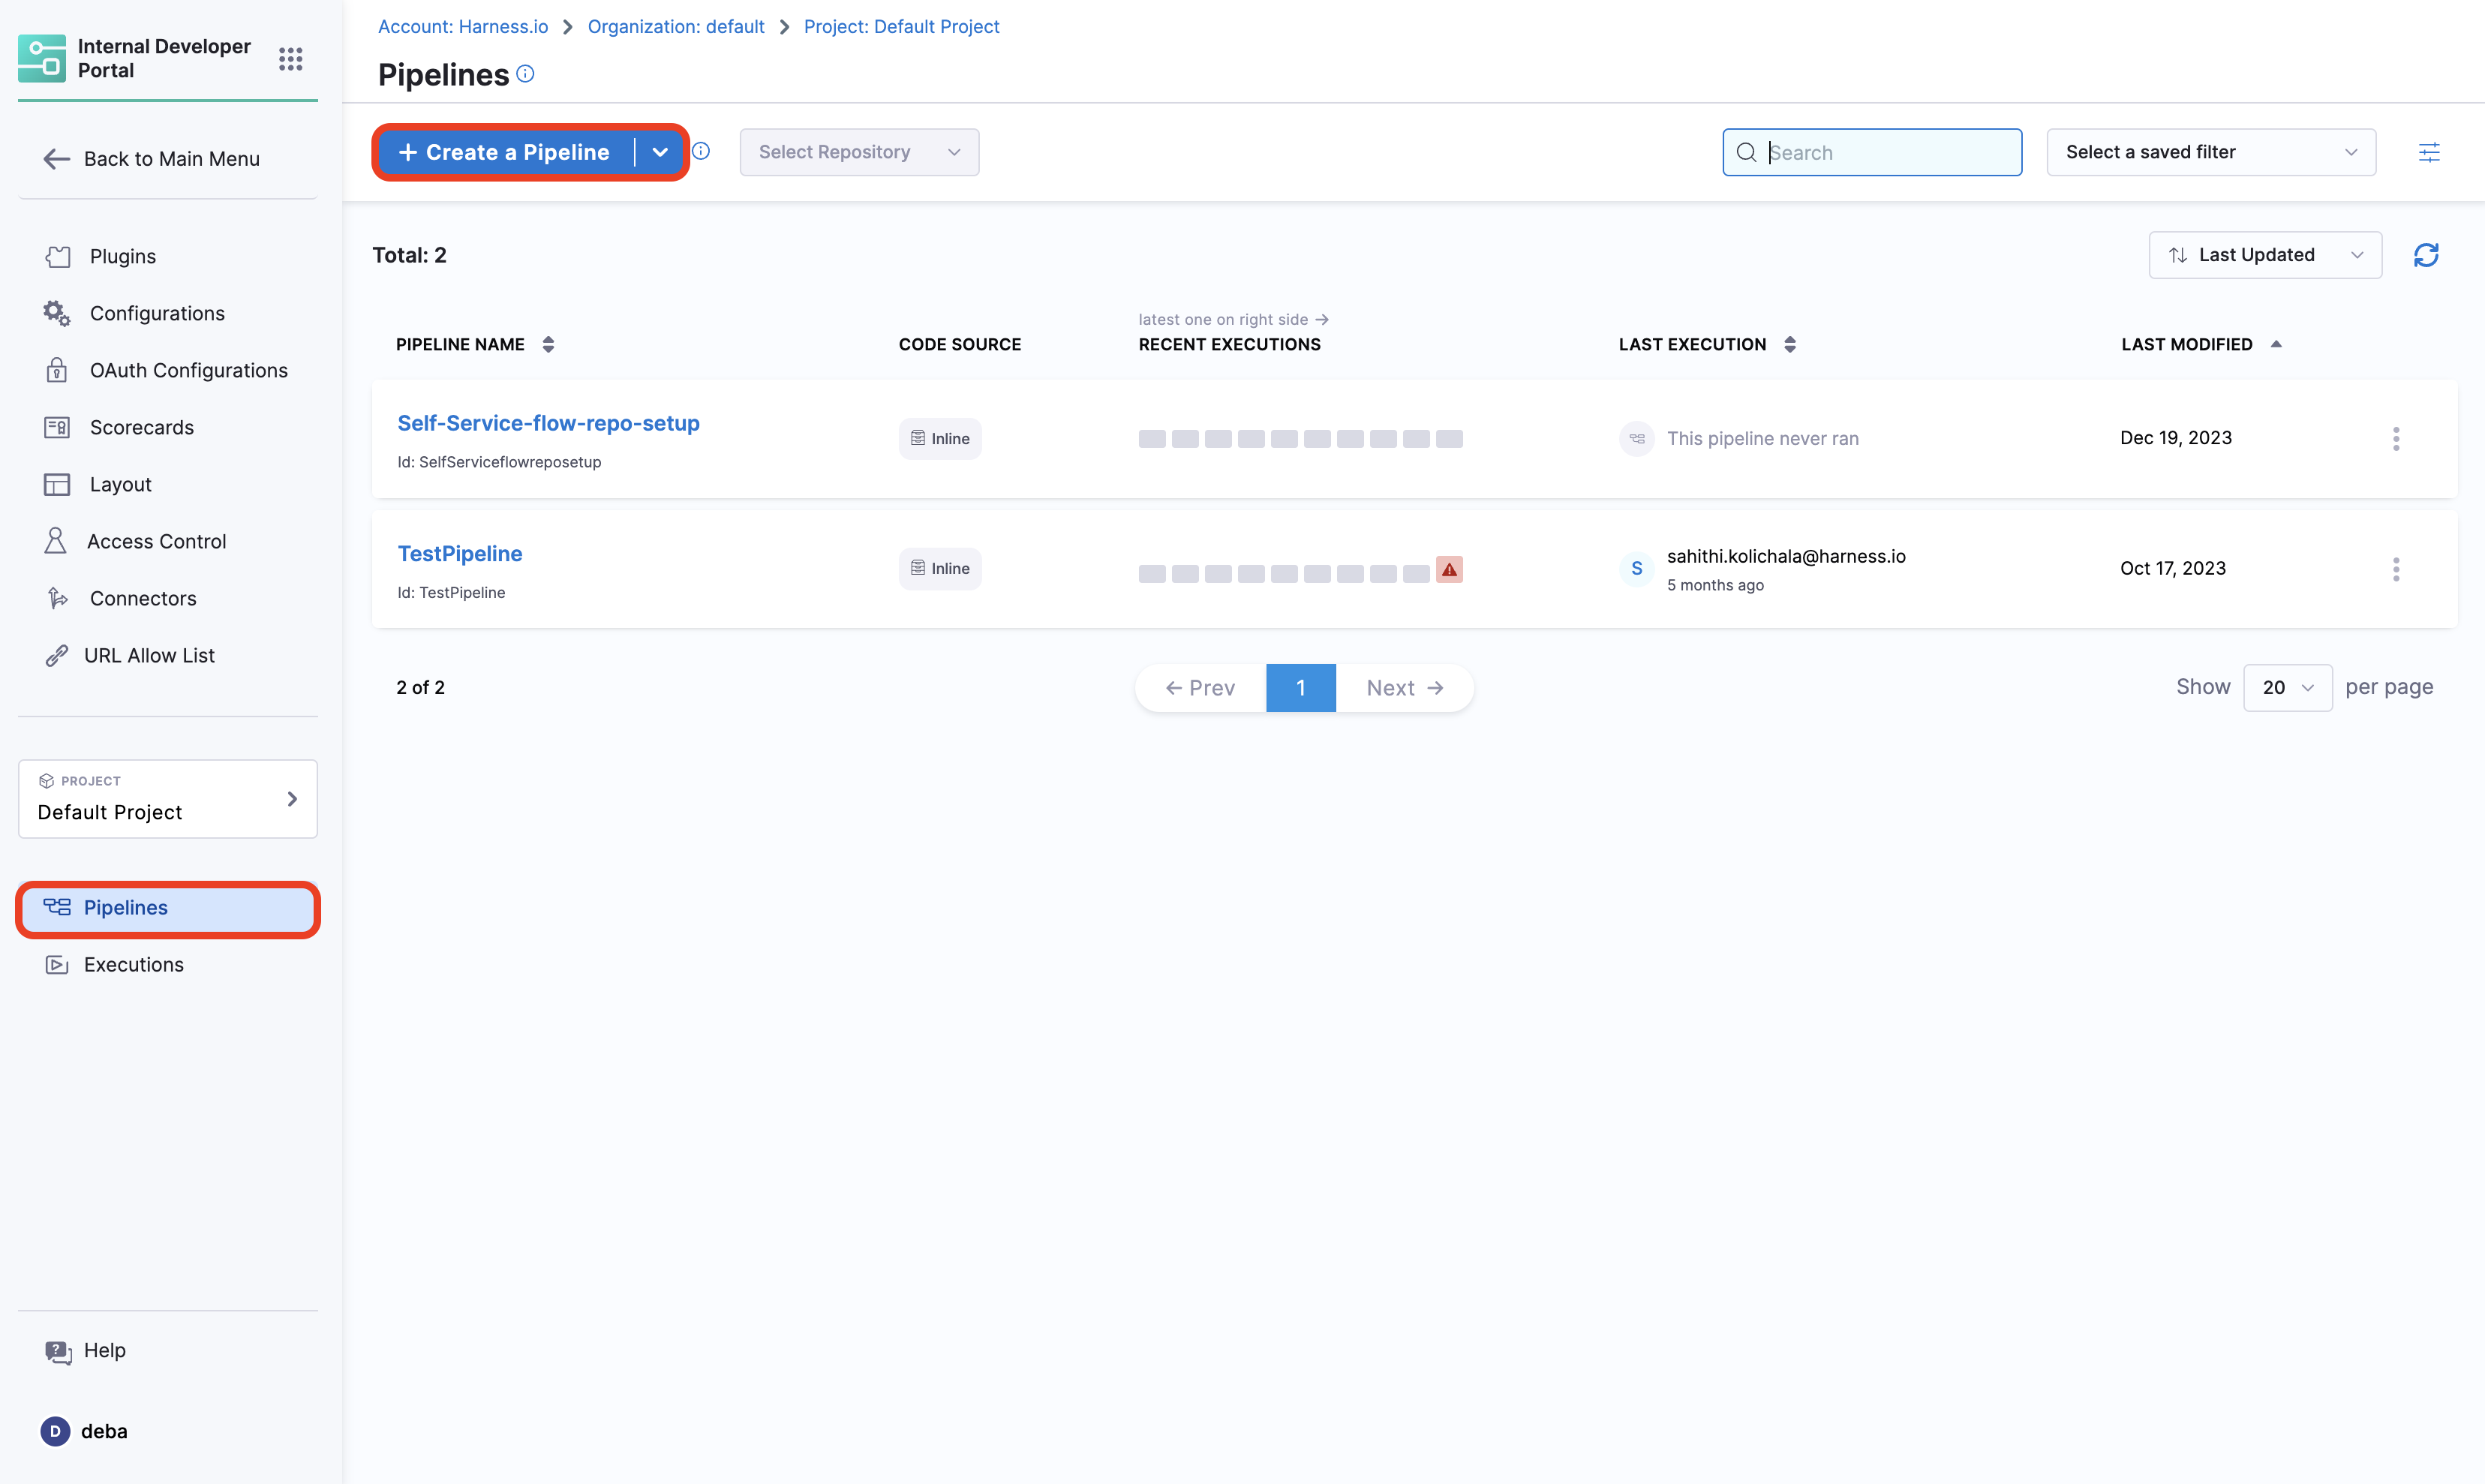 Internal Developer
Portal
Back to Main Menu
Plugins
Configurations
OAuth Configurations
Scorecards
Layout
Access Control
Connectors
URL Allow List
PROJECT
Default Project
Pipelines
Executions
Help
D deba
Account: Harness.io > Organization: default > Project: Default Project
Pipelines
+ Create a Pipeline
Select Repository
Search
Select a saved filter
Total: 2
Last Updated
latest one on right side →
PIPELINE NAME CODE SOURCE RECENT EXECUTIONS LAST EXECUTION LAST MODIFIED
Self-Service-flow-repo-setup
Id: SelfServiceflowreposetup
Inline
This pipeline never ran
Dec 19, 2023
TestPipeline
Id: TestPipeline
Inline
S
sahithi.kolichala@harness.io
5 months ago
Oct 17, 2023
2 of 2
← Prev 1 Next →
Show 20 per page